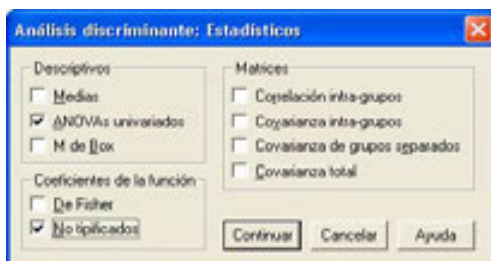 Análisis discriminante: Estadísticos
Descriptivos
Medias
ANOVAs univariados
M de Box
Coeficientes de la función
De Fisher
No tipificados
Matrices
Correlación intra-grupos
Covarianza intra-grupos
Covarianza de grupos separados
Covarianza total
Continuar
Cancelar
Ayuda